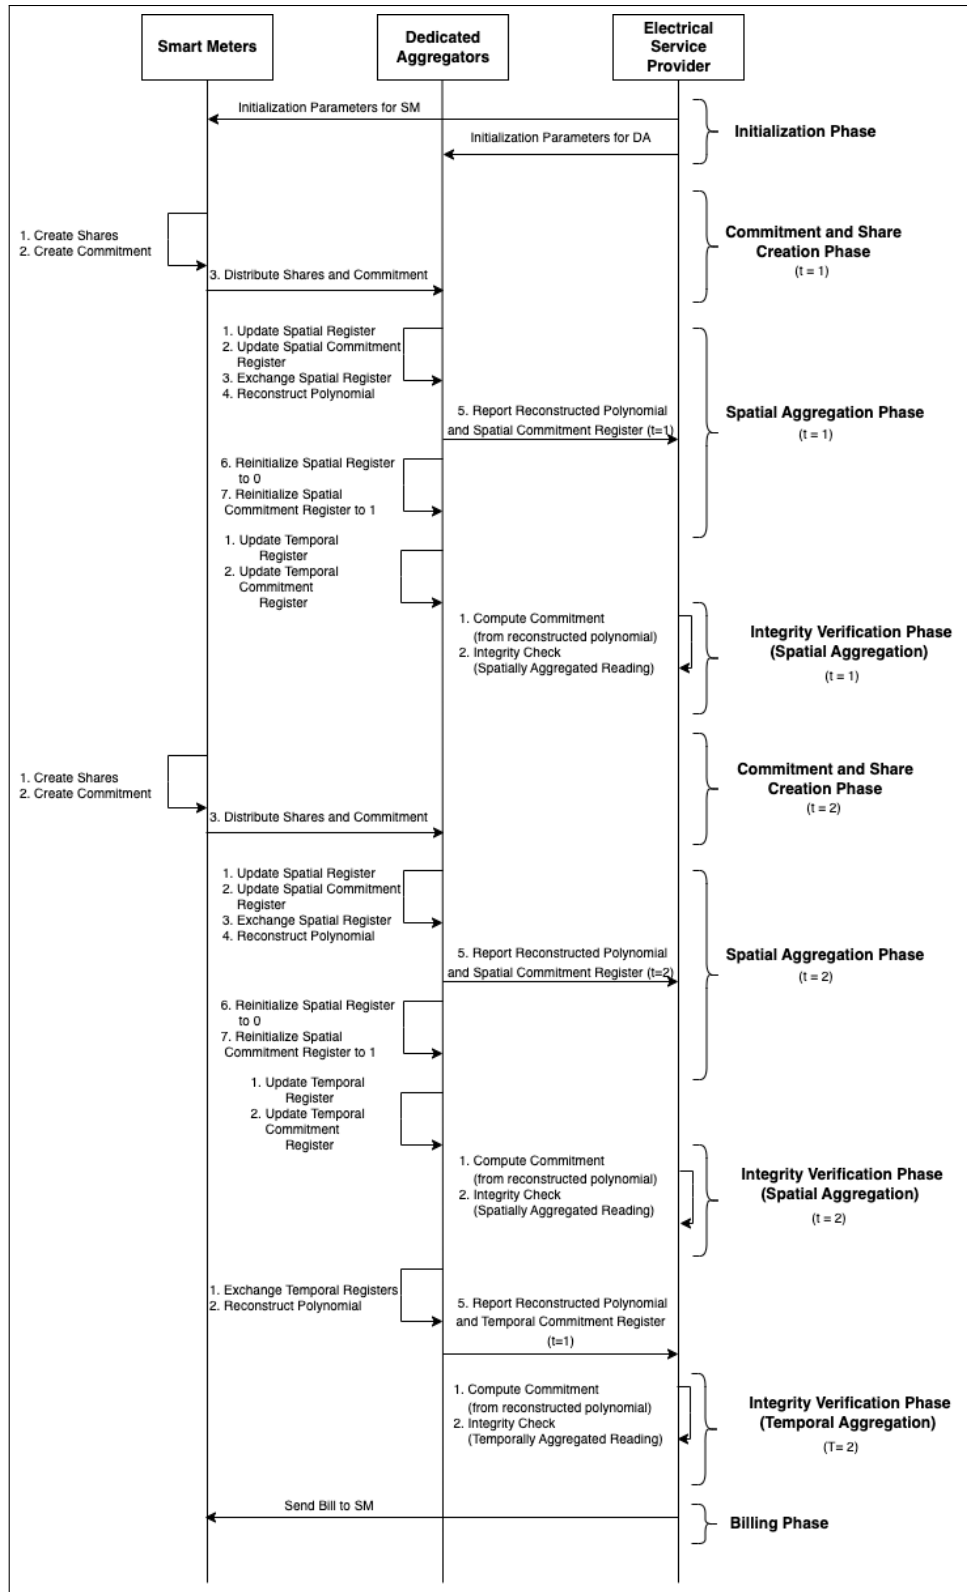 Smart Meters
Dedicated
Aggregators
Electrical
Service
Provider
Initialization Parameters for SM
Initialization Parameters for DA
Initialization Phase
1. Create Shares
2. Create Commitment
3. Distribute Shares and Commitment
Commitment and Share
Creation Phase
(t = 1)
1. Update Spatial Register
2. Update Spatial Commitment
Register
3. Exchange Spatial Register
4. Reconstruct Polynomial
5. Report Reconstructed Polynomial
and Spatial Commitment Register (t=1)
Spatial Aggregation Phase
(t = 1)
6. Reinitialize Spatial Register
to 0
7. Reinitialize Spatial
Commitment Register to 1
1. Update Temporal
Register
2. Update Temporal
Commitment
Register
1. Compute Commitment
(from reconstructed polynomial)
2. Integrity Check
(Spatially Aggregated Reading)
Integrity Verification Phase
(Spatial Aggregation)
(t = 1)
1. Create Shares
2. Create Commitment
3. Distribute Shares and Commitment
Commitment and Share
Creation Phase
(t = 2)
1. Update Spatial Register
2. Update Spatial Commitment
Register
3. Exchange Spatial Register
4. Reconstruct Polynomial
5. Report Reconstructed Polynomial
and Spatial Commitment Register (t=2)
Spatial Aggregation Phase
(t = 2)
6. Reinitialize Spatial Register
to 0
7. Reinitialize Spatial
Commitment Register to 1
1. Update Temporal
Register
2. Update Temporal
Commitment
Register
1. Compute Commitment
(from reconstructed polynomial)
2. Integrity Check
(Spatially Aggregated Reading)
Integrity Verification Phase
(Spatial Aggregation)
(t = 2)
1. Exchange Temporal Registers
2. Reconstruct Polynomial
5. Report Reconstructed Polynomial
and Temporal Commitment Register
(t=1)
1. Compute Commitment
(from reconstructed polynomial)
2. Integrity Check
(Temporally Aggregated Reading)
Integrity Verification Phase
(Temporal Aggregation)
(T= 2)
Send Bill to SM
Billing Phase